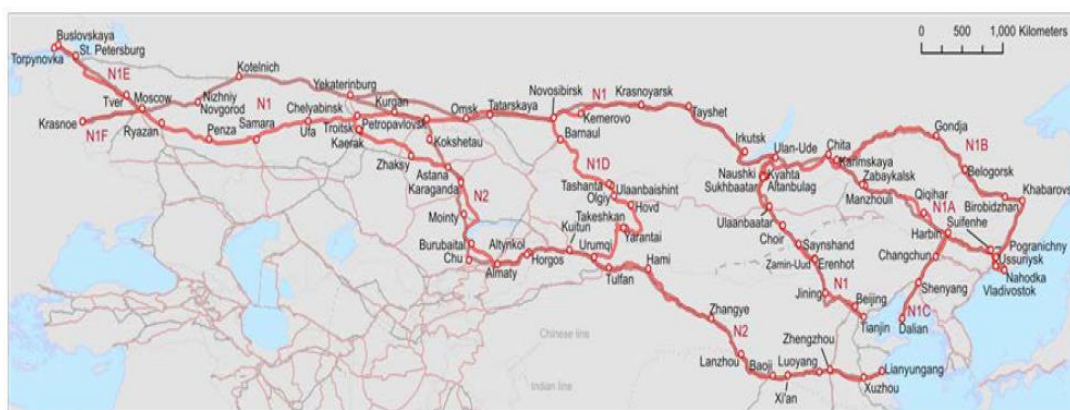 0 500 1,000 Kilometers
Buslovskaya
Torpynovka
St. Petersburg
N1E
Kotelnich
Tver
Moscow
Nizhniy
Novgorod
N1
Krasnoe
N1F
Ryazan
Penza
Samara
Yekaterinburg
Chelyabinsk
Ufa
Kurgan
Troitsk
Petropavlovsk
Kaerak
Kokshetau
Zhaksy
Astana
Karaganda
N2
Mointy
Burubaital
Chu
Almaty
Altynkol
Horgos
Kuitun
Omsk
Tatarskaya
Novosibirsk
N1
Krasnoyarsk
Tayshet
Kemerovo
Barnaul
N1D
Tashanta
Olgiy
Ulaanbaishint
Hovd
Takeshkan
Yarantai
Urumqi
Tulfan
Hami
Irkutsk
Ulan-Ude
Naushki
Kyahta
Sukhbaatar
Altanbulag
Ulaanbaatar
Choir
Saynshand
Zamin-Uud
Erenhot
N1
Jining
Beijing
Tianjin
Chita
Karimskaya
Zabaykalsk
Manzhouli
Qiqihar
N1A
Gondja
N1B
Belogorsk
Khabarovs
Birobidzhan
Suifenhe
Harbin
Pogranichny
Ussuriysk
Nahodka
Vladivostok
Changchun
Shenyang
N1C
Dalian
Zhangye
N2
Lanzhou
Baoji
Xi'an
Luoyang
Zhengzhou
Lianyungang
Xuzhou
Chinese line
Indian line